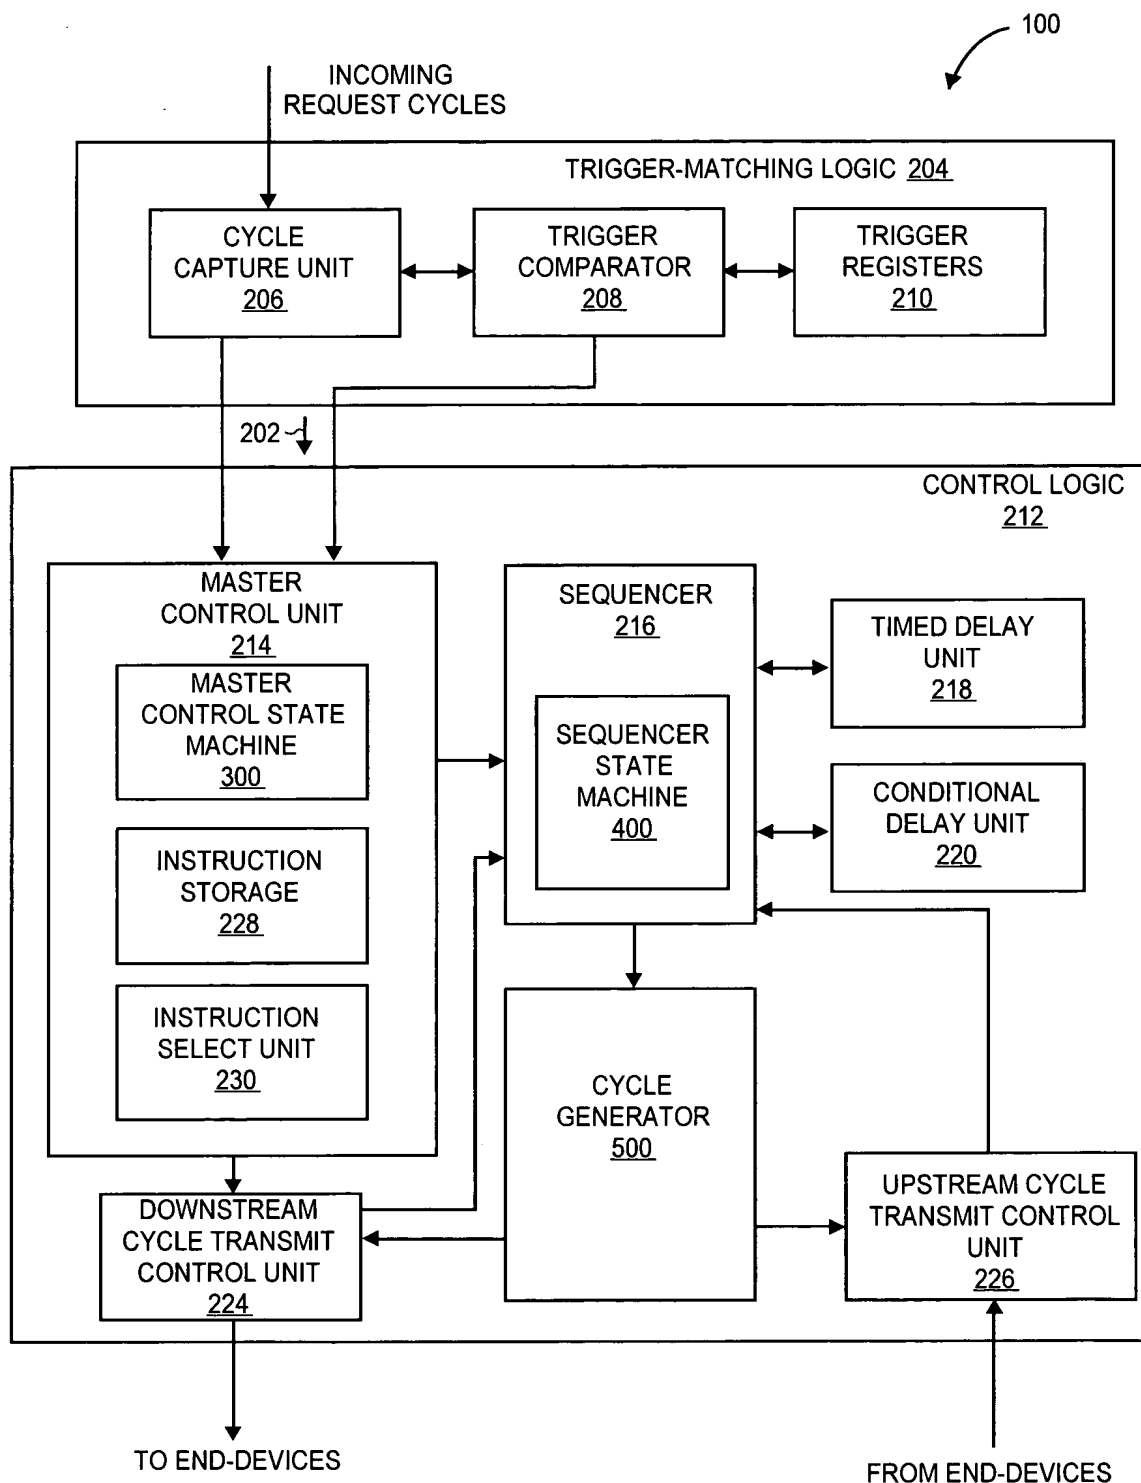 100
INCOMING
REQUEST CYCLES
TRIGGER-MATCHING LOGIC 204
CYCLE
CAPTURE UNIT
206
TRIGGER
COMPARATOR
208
TRIGGER
REGISTERS
210
202
CONTROL LOGIC
212
MASTER
CONTROL UNIT
214
MASTER
CONTROL STATE
MACHINE
300
INSTRUCTION
STORAGE
228
INSTRUCTION
SELECT UNIT
230
SEQUENCER
216
SEQUENCER
STATE
MACHINE
400
TIMED DELAY
UNIT
218
CONDITIONAL
DELAY UNIT
220
CYCLE
GENERATOR
500
DOWNSTREAM
CYCLE TRANSMIT
CONTROL UNIT
224
UPSTREAM CYCLE
TRANSMIT CONTROL
UNIT
226
TO END-DEVICES
FROM END-DEVICES